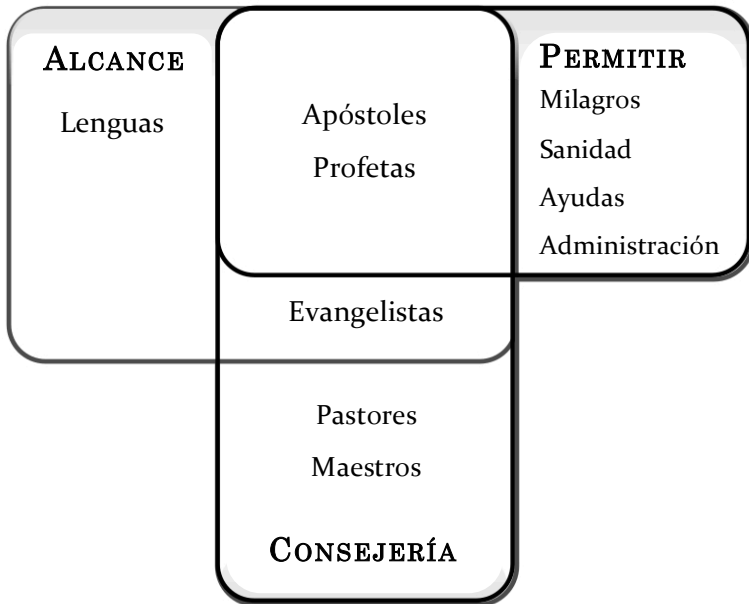 ALCANCE
Lenguas
Apóstoles
Profetas
Evangelistas
Pastores
Maestros
CONSEJERÍA
PERMITIR
Milagros
Sanidad
Ayudas
Administración